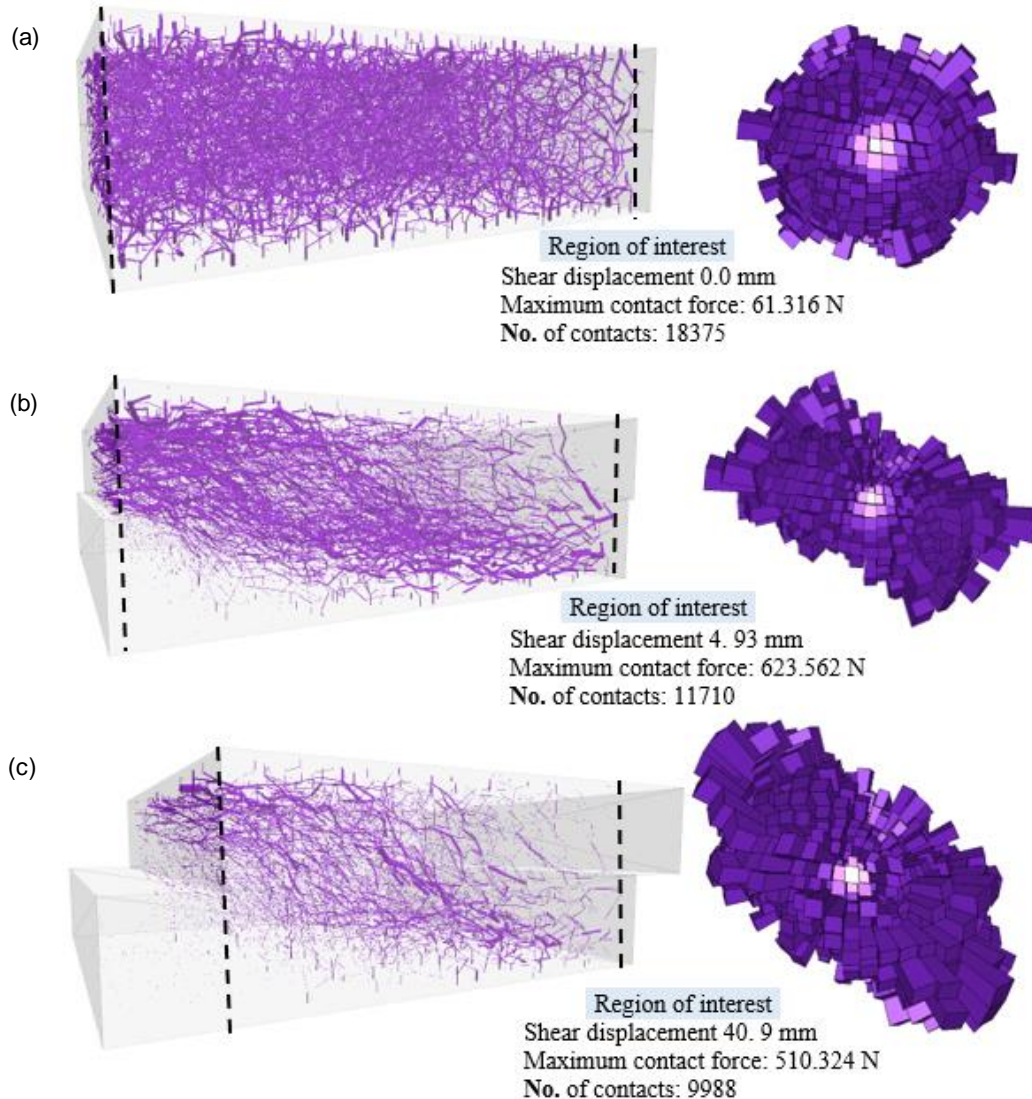 (a)
Region of interest
Shear displacement 0.0 mm
Maximum contact force: 61.316 N
No. of contacts: 18375
(b)
Region of interest
Shear displacement 4. 93 mm
Maximum contact force: 623.562 N
No. of contacts: 11710
(c)
Region of interest
Shear displacement 40. 9 mm
Maximum contact force: 510.324 N
No. of contacts: 9988